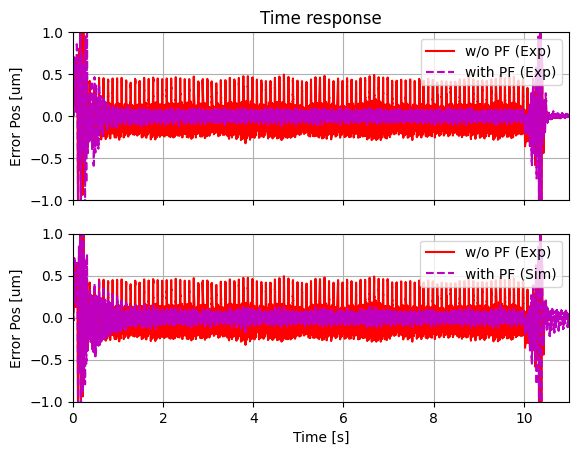 Time response
1.0
0.5
0.0
−0.5
−1.0
Error Pos [um]
w/o PF (Exp)
with PF (Exp)
1.0
0.5
0.0
−0.5
−1.0
Error Pos [um]
w/o PF (Exp)
with PF (Sim)
0 2 4 6 8 10
Time [s]